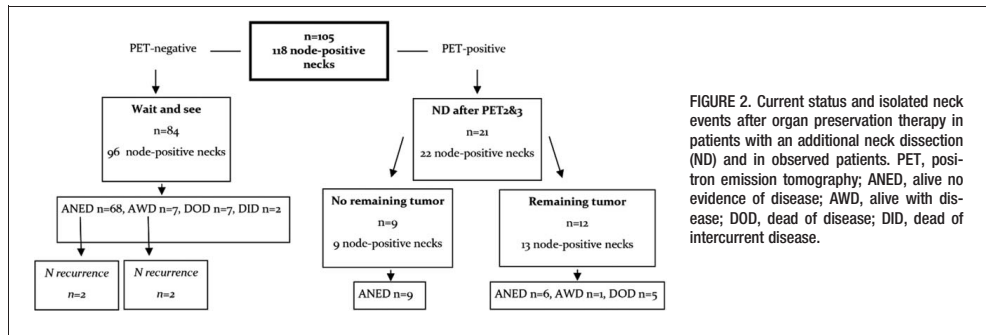 n=105
118 node-positive
necks
PET-negative
PET-positive
Wait and see
n=84
96 node-positive necks
ND after PET2&3
n=21
22 node-positive necks
ANED n=68, AWD n=7, DOD n=7, DID n=2
No remaining tumor
n=9
9 node-positive necks
Remaining tumor
n=12
13 node-positive necks
N recurrence
n=2
N recurrence
n=2
ANED n=9
ANED n=6, AWD n=1, DOD n=5
FIGURE 2. Current status and isolated neck
events after organ preservation therapy in
patients with an additional neck dissection
(ND) and in observed patients. PET, posi-
tron emission tomography; ANED, alive no
evidence of disease; AWD, alive with dis-
ease; DOD, dead of disease; DID, dead of
intercurrent disease.